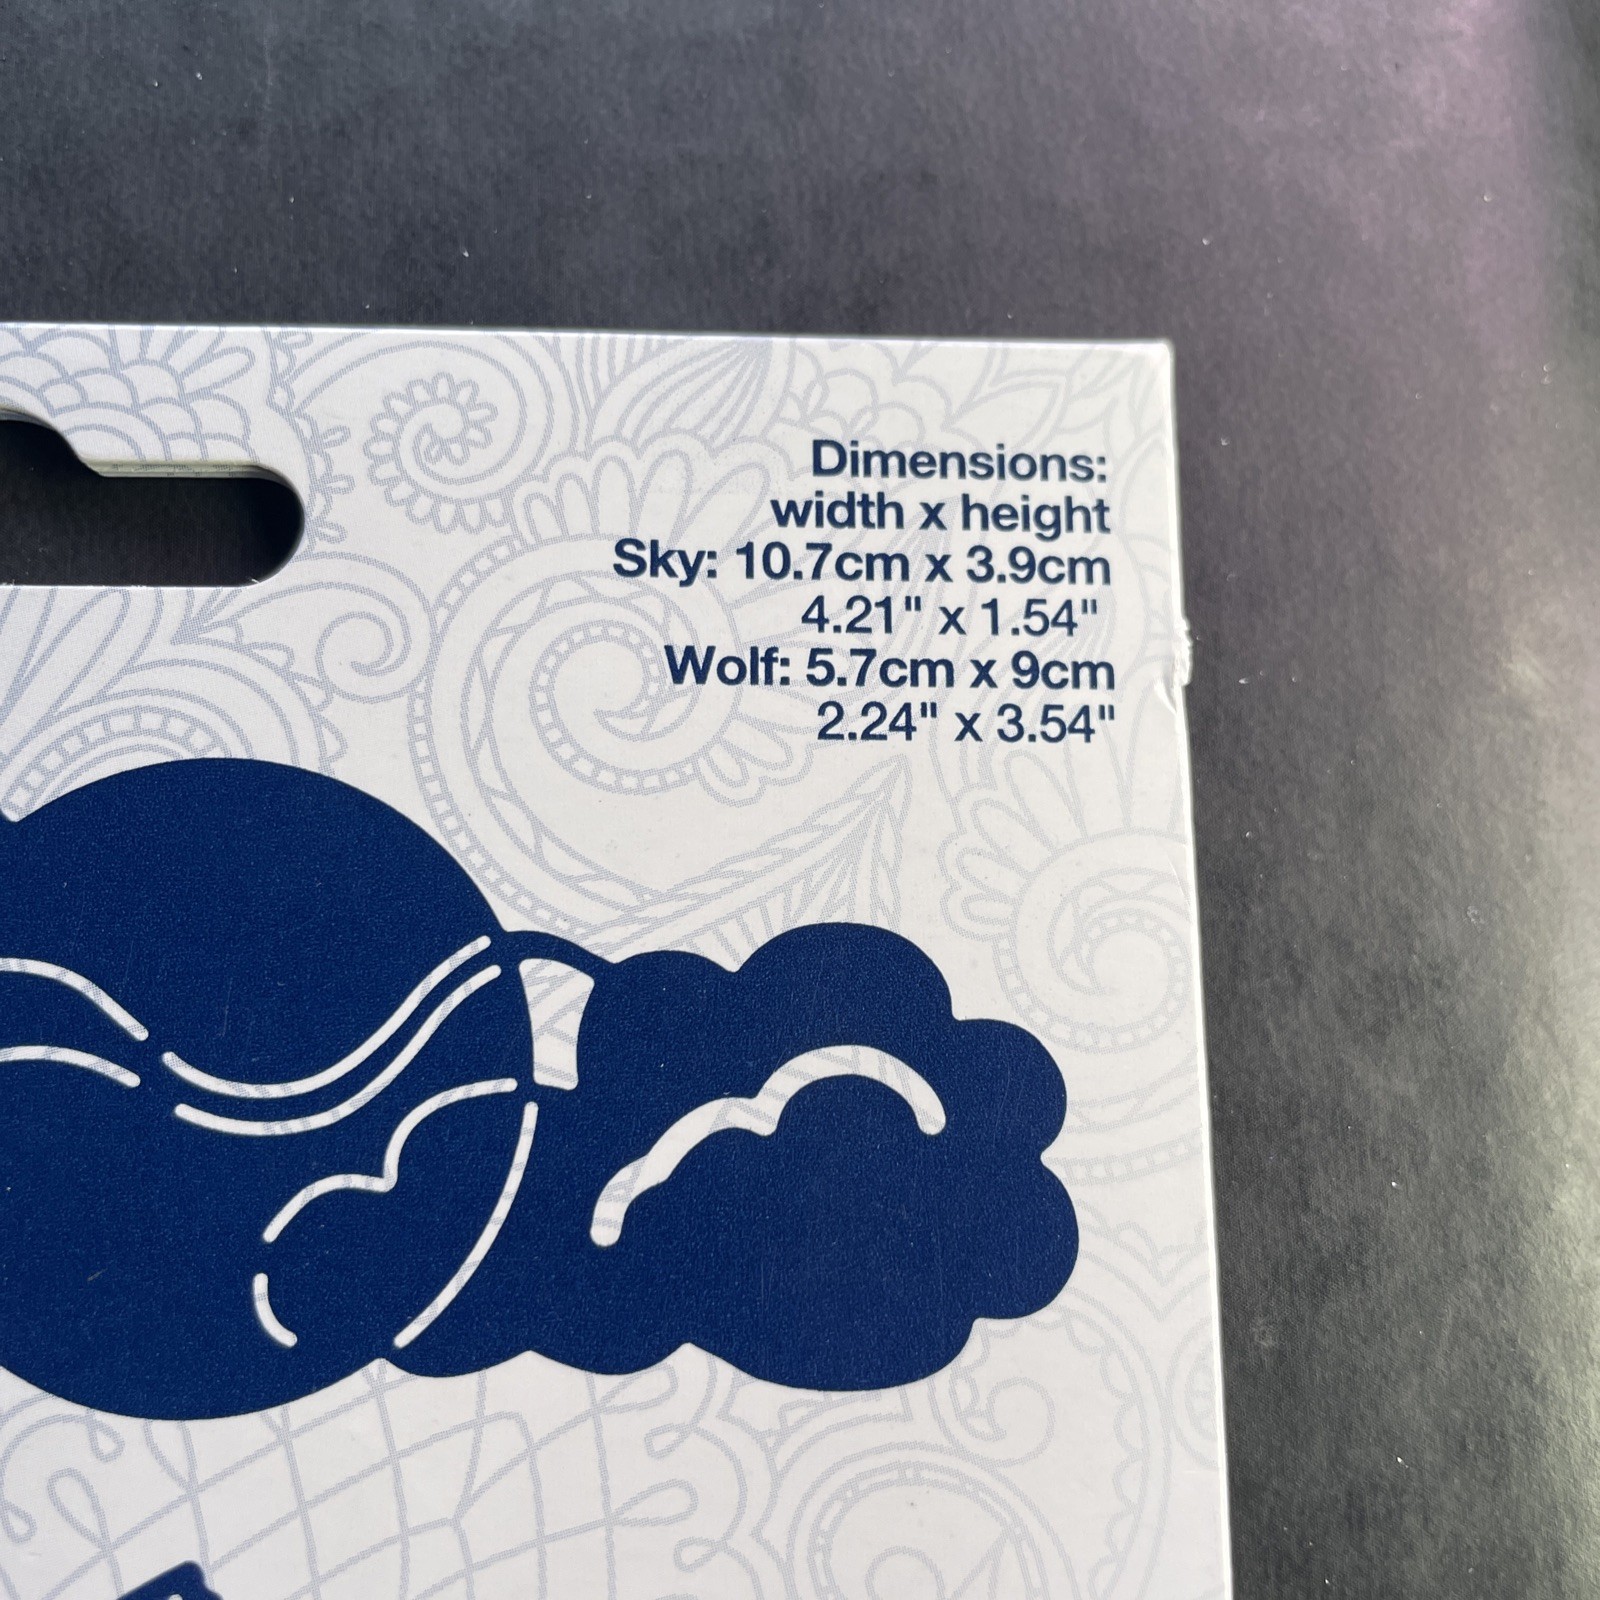 Dimensions:
width x height
Sky: 10.7cm x 3.9cm
4.21" x 1.54"
Wolf: 5.7cm x 9cm
2.24" x 3.54"